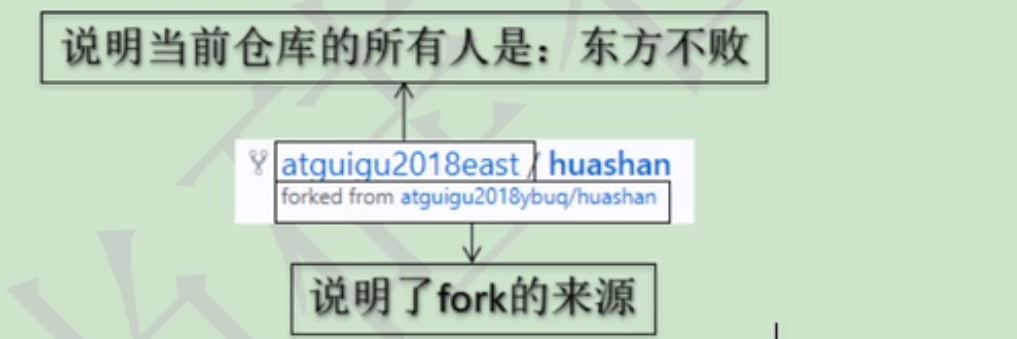 说明当前仓库的所有人是：东方不败
atguigu2018east / huashan
forked from atguigu2018ybuq/huashan
说明了fork的来源